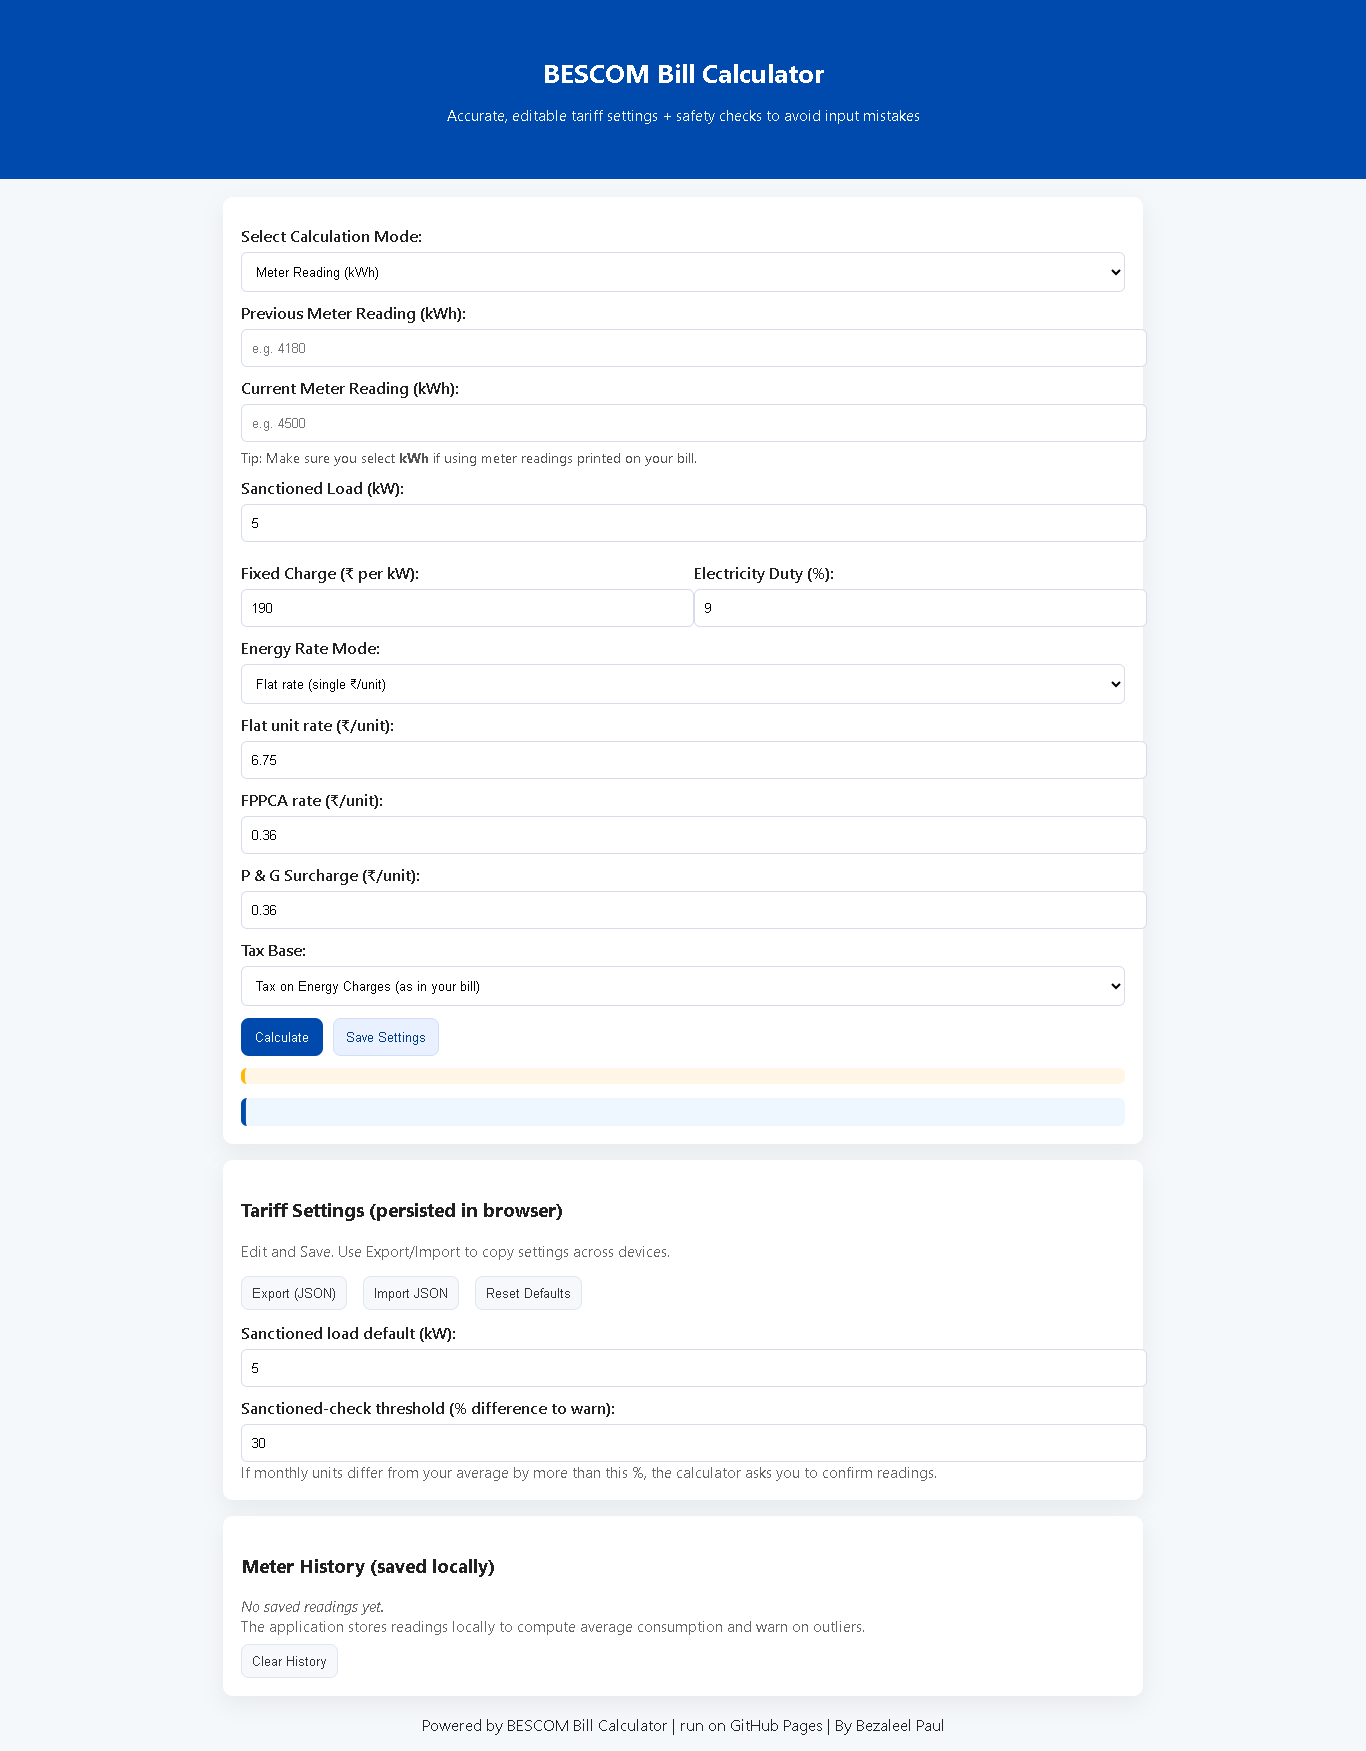 BESCOM Bill Calculator
Accurate, editable tariff settings + safety checks to avoid input mistakes
Select Calculation Mode:
Meter Reading (kWh)
Previous Meter Reading (kWh):
e.g. 4180
Current Meter Reading (kWh):
e.g. 4500
Tip: Make sure you select kWh if using meter readings printed on your bill.
Sanctioned Load (kW):
5
Fixed Charge (₹ per kW): Electricity Duty (%):
190 9
Energy Rate Mode:
Flat rate (single ₹/unit)
Flat unit rate (₹/unit):
6.75
FPPCA rate (₹/unit):
0.36
P & G Surcharge (₹/unit):
0.36
Tax Base:
Tax on Energy Charges (as in your bill)
Calculate Save Settings
Tariff Settings (persisted in browser)
Edit and Save. Use Export/Import to copy settings across devices.
Export (JSON) Import JSON Reset Defaults
Sanctioned load default (kW):
5
Sanctioned-check threshold (% difference to warn):
30
If monthly units differ from your average by more than this %, the calculator asks you to confirm readings.
Meter History (saved locally)
No saved readings yet.
The application stores readings locally to compute average consumption and warn on outliers.
Clear History
Powered by BESCOM Bill Calculator | run on GitHub Pages | By Bezaleel Paul